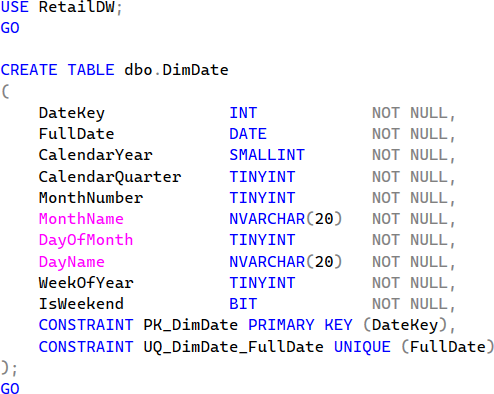 USE RetailDW;
GO

CREATE TABLE dbo.DimDate
(
    DateKey             INT            NOT NULL,
    FullDate            DATE           NOT NULL,
    CalendarYear        SMALLINT       NOT NULL,
    CalendarQuarter     TINYINT        NOT NULL,
    MonthNumber         TINYINT        NOT NULL,
    MonthName           NVARCHAR(20)   NOT NULL,
    DayOfMonth          TINYINT        NOT NULL,
    DayName             NVARCHAR(20)   NOT NULL,
    WeekOfYear          TINYINT        NOT NULL,
    IsWeekend           BIT            NOT NULL,
    CONSTRAINT PK_DimDate PRIMARY KEY (DateKey),
    CONSTRAINT UQ_DimDate_FullDate UNIQUE (FullDate)
);
GO